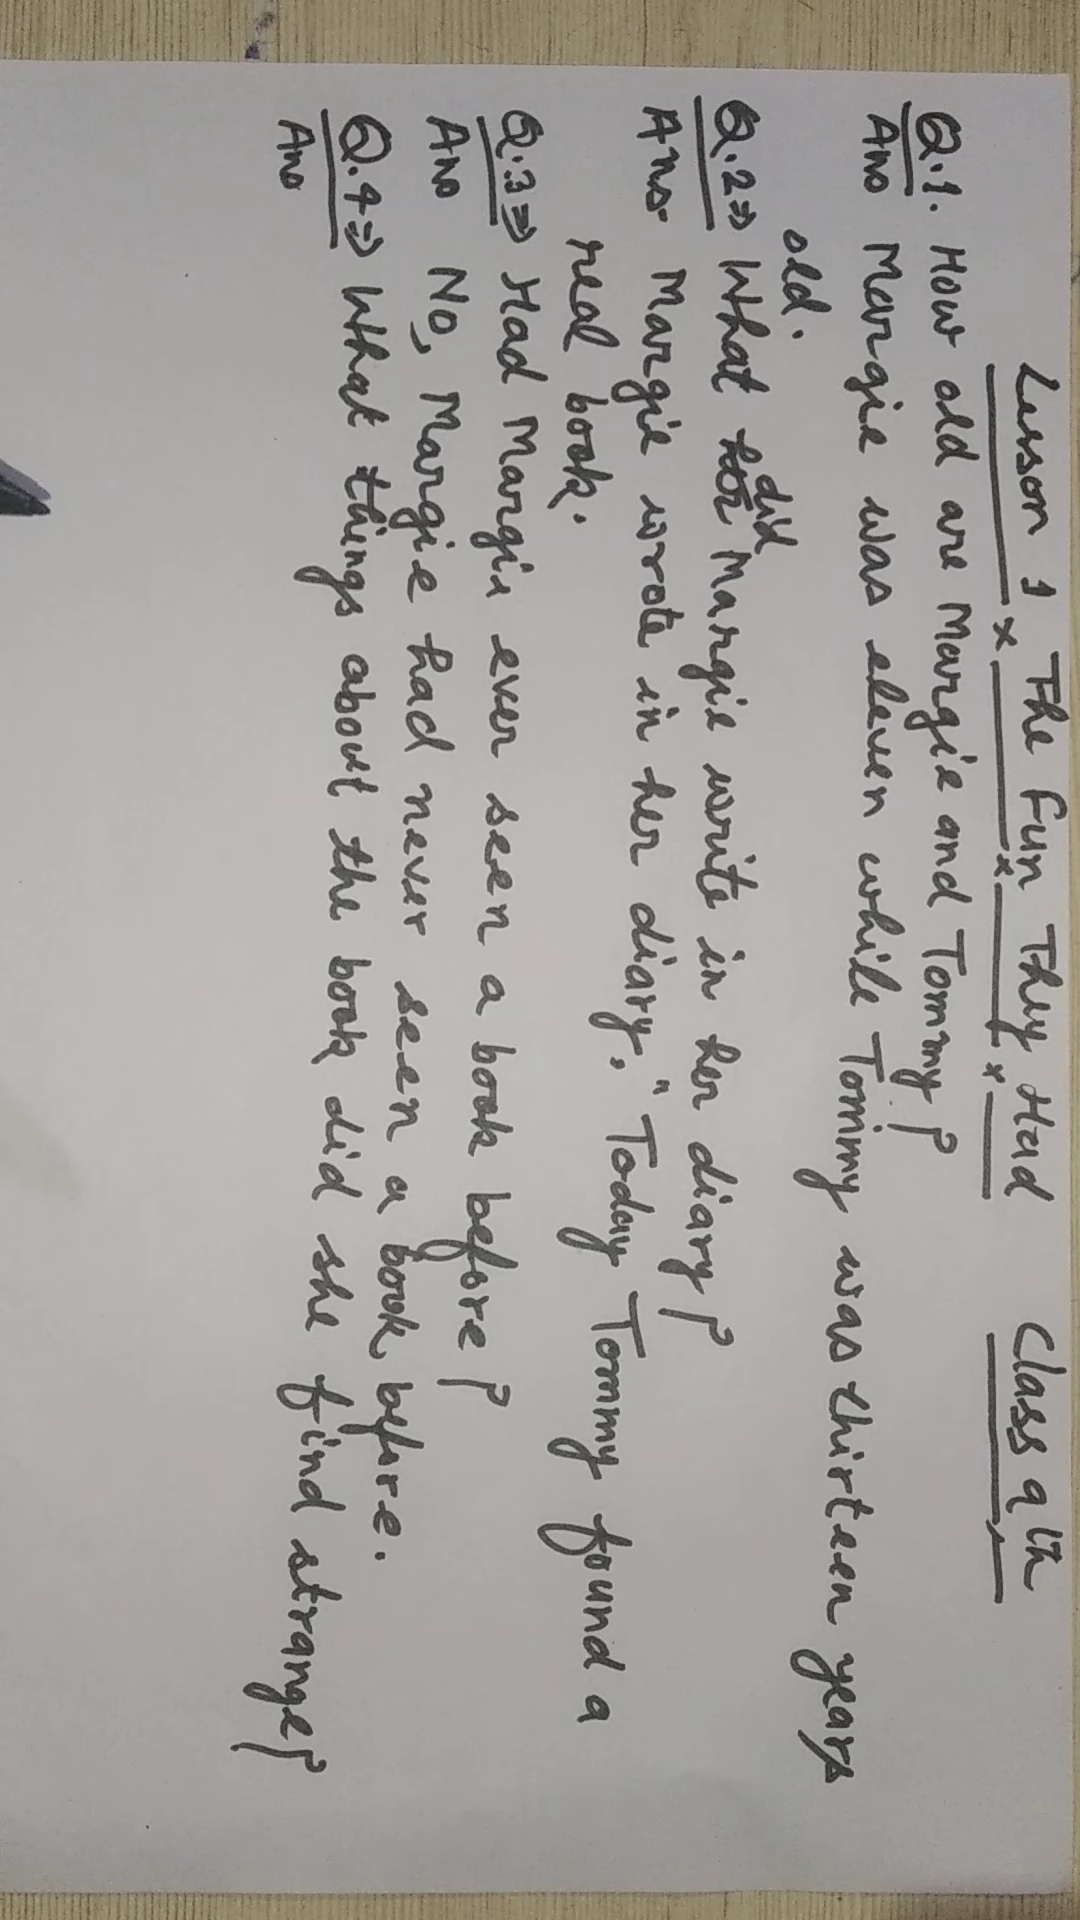 Lesson 1 The Fun They Had Class 9th
Q.1. How old are Margie and Tommy?
Ans Margie was eleven while Tommy was thirteen years
old.
Q.2⇒ What did Margie write in her diary?
Ans. Margie wrote in her diary, "Today Tommy found a
real book.
Q.3⇒ Had Margie ever seen a book before?
Ans No, Margie had never seen a book before.
Q.4⇒ What things about the book did she find strange?
Ans